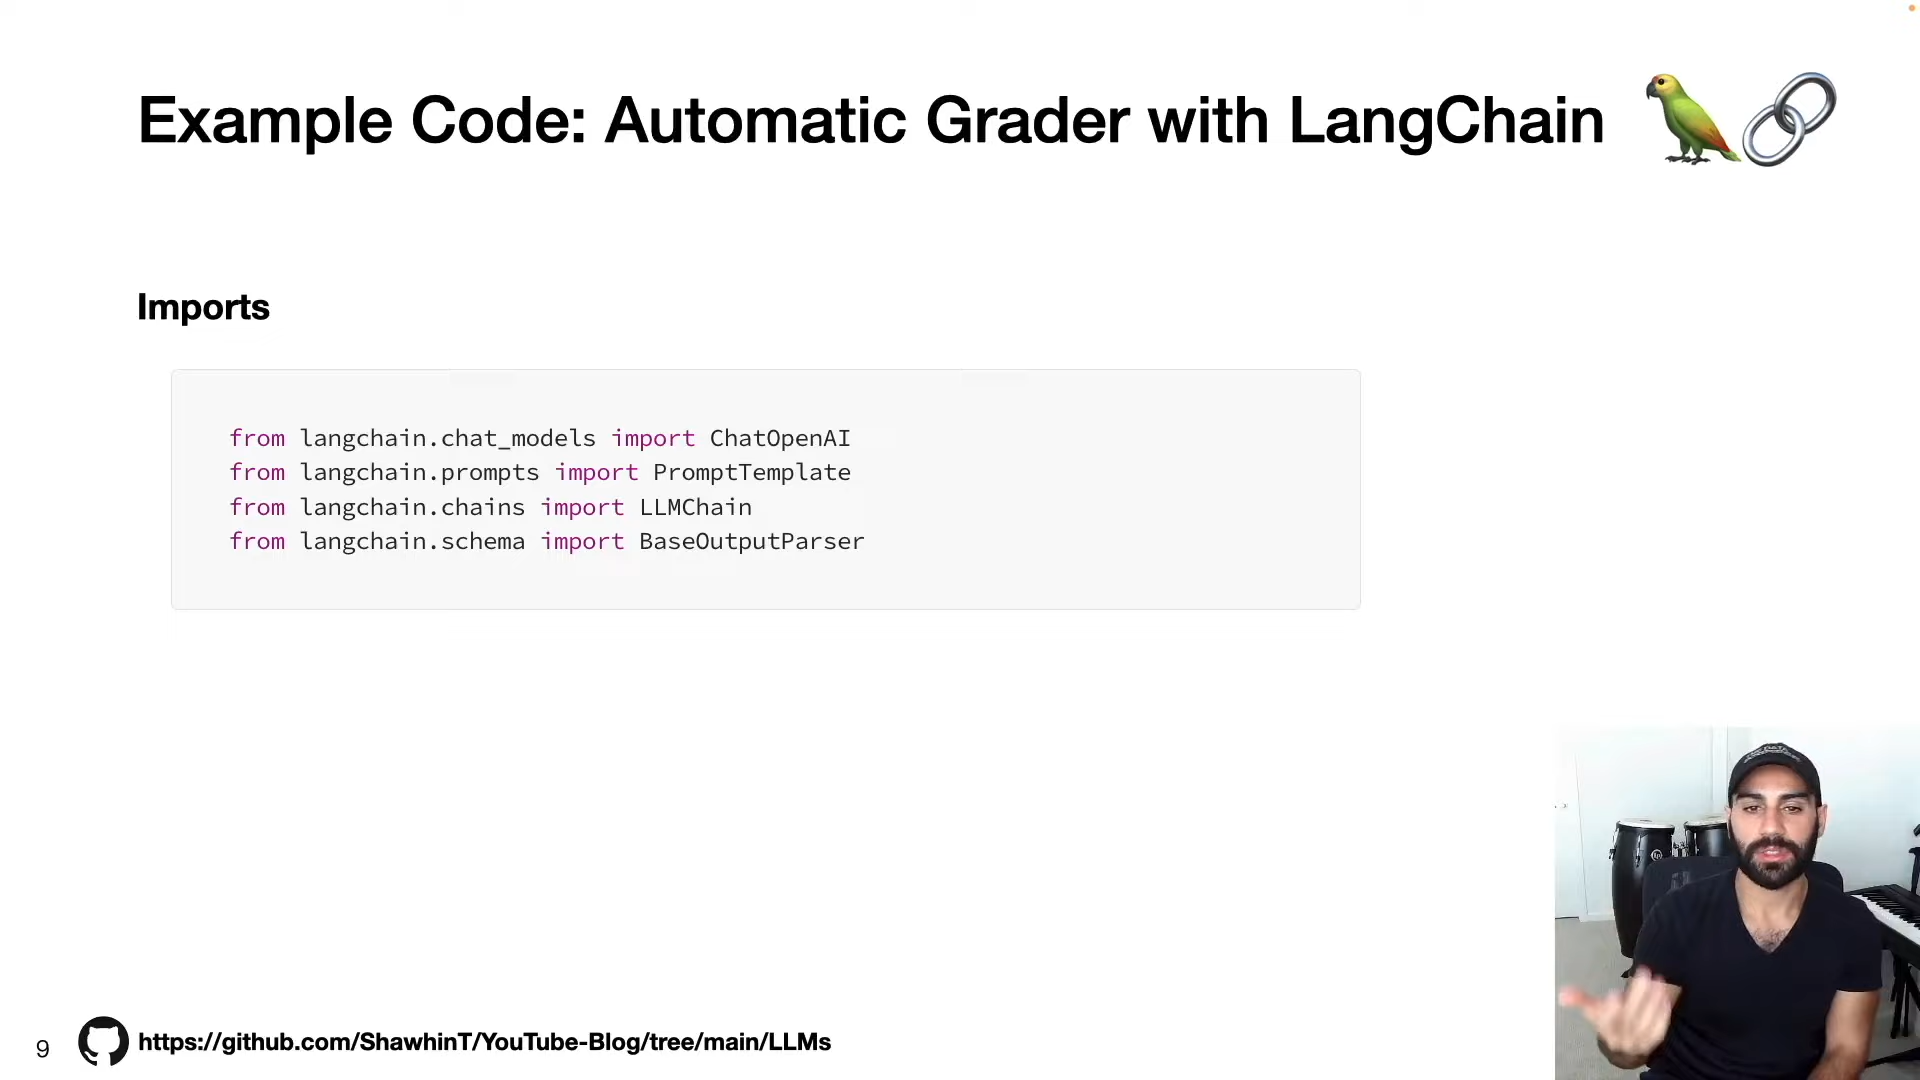 Example Code: Automatic Grader with LangChain
Imports
from langchain.chat_models import ChatOpenAI
from langchain.prompts import PromptTemplate
from langchain.chains import LLMChain
from langchain.schema import BaseOutputParser
9
https://github.com/ShawhinT/YouTube-Blog/tree/main/LLMs